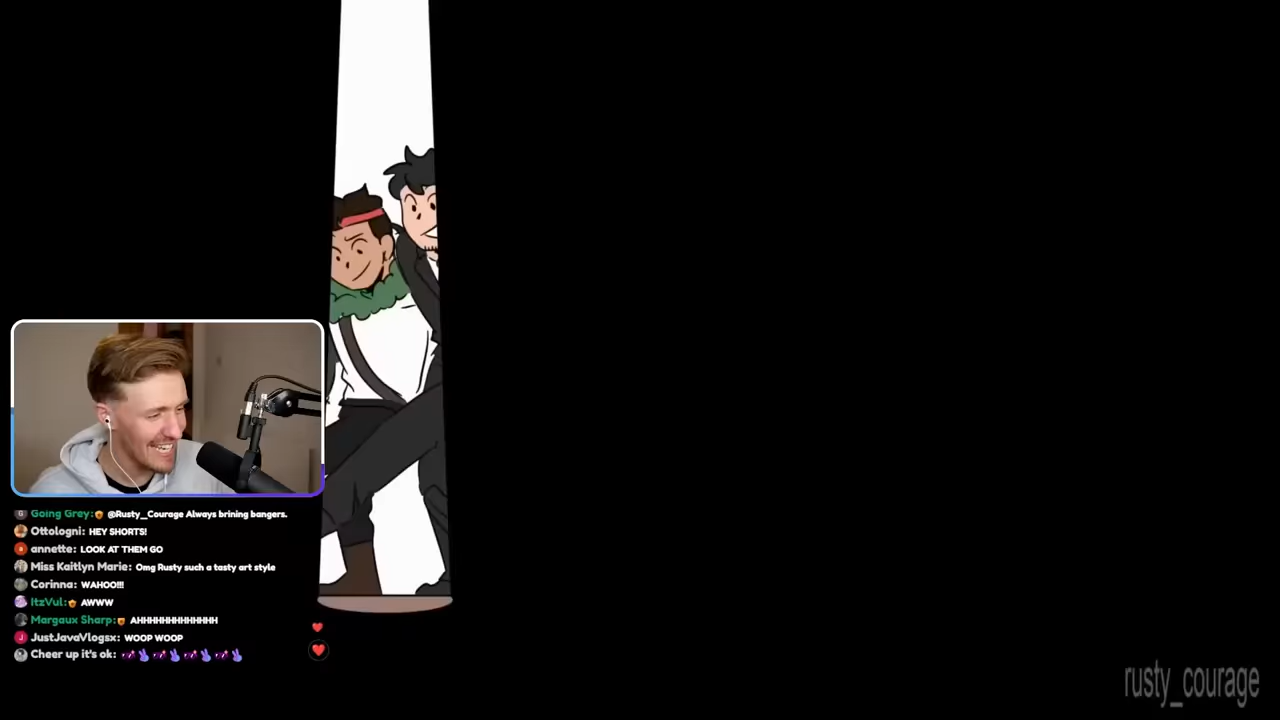 Going Grey: @Rusty_Courage Always brining bangers.
Ottologni: HEY SHORTS!
annette: LOOK AT THEM GO
Miss Kaitlyn Marie: Omg Rusty such a tasty art style
Corinna: WAHOO!!!
ItzVul: AWWW
Margaux Sharp: AHHHHHHHHHHHHH
JustJavaVlogsx: WOOP WOOP
Cheer up it's ok:
rusty_courage